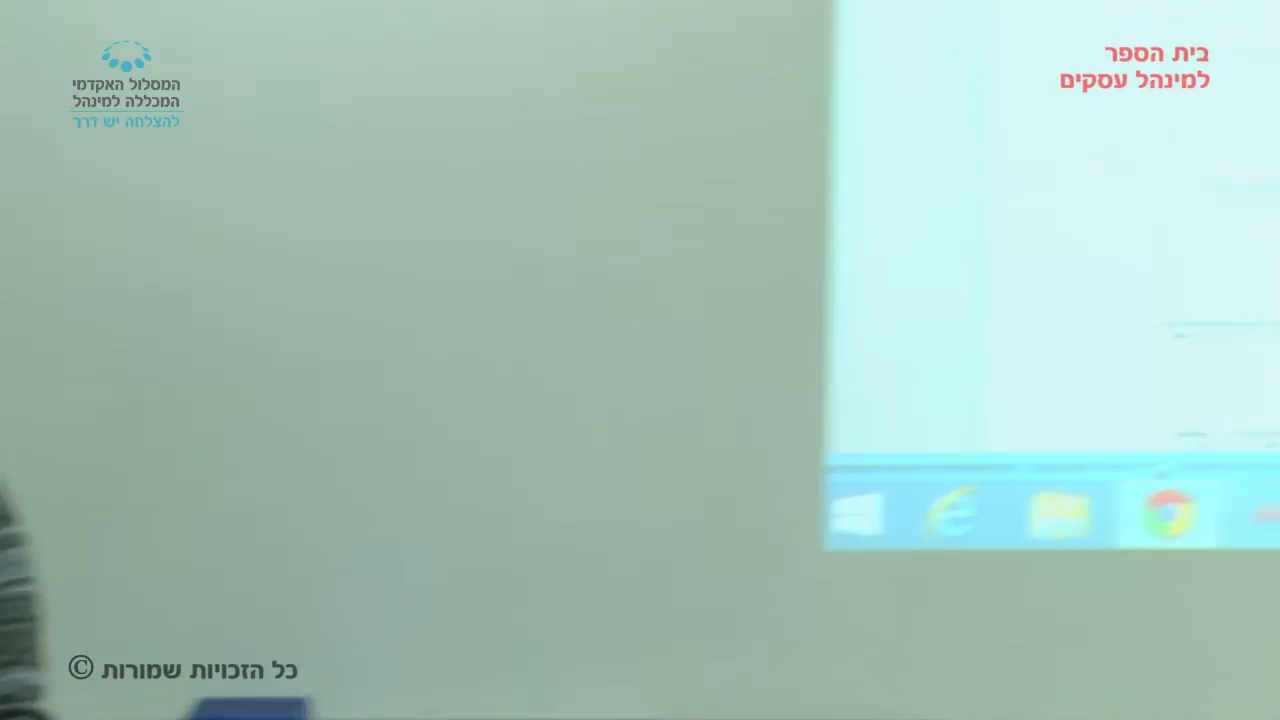 בית הספר
למינהל עסקים
המסלול האקדמי
המכללה למינהל
להצלחה יש דרך
כל הזכויות שמורות ©